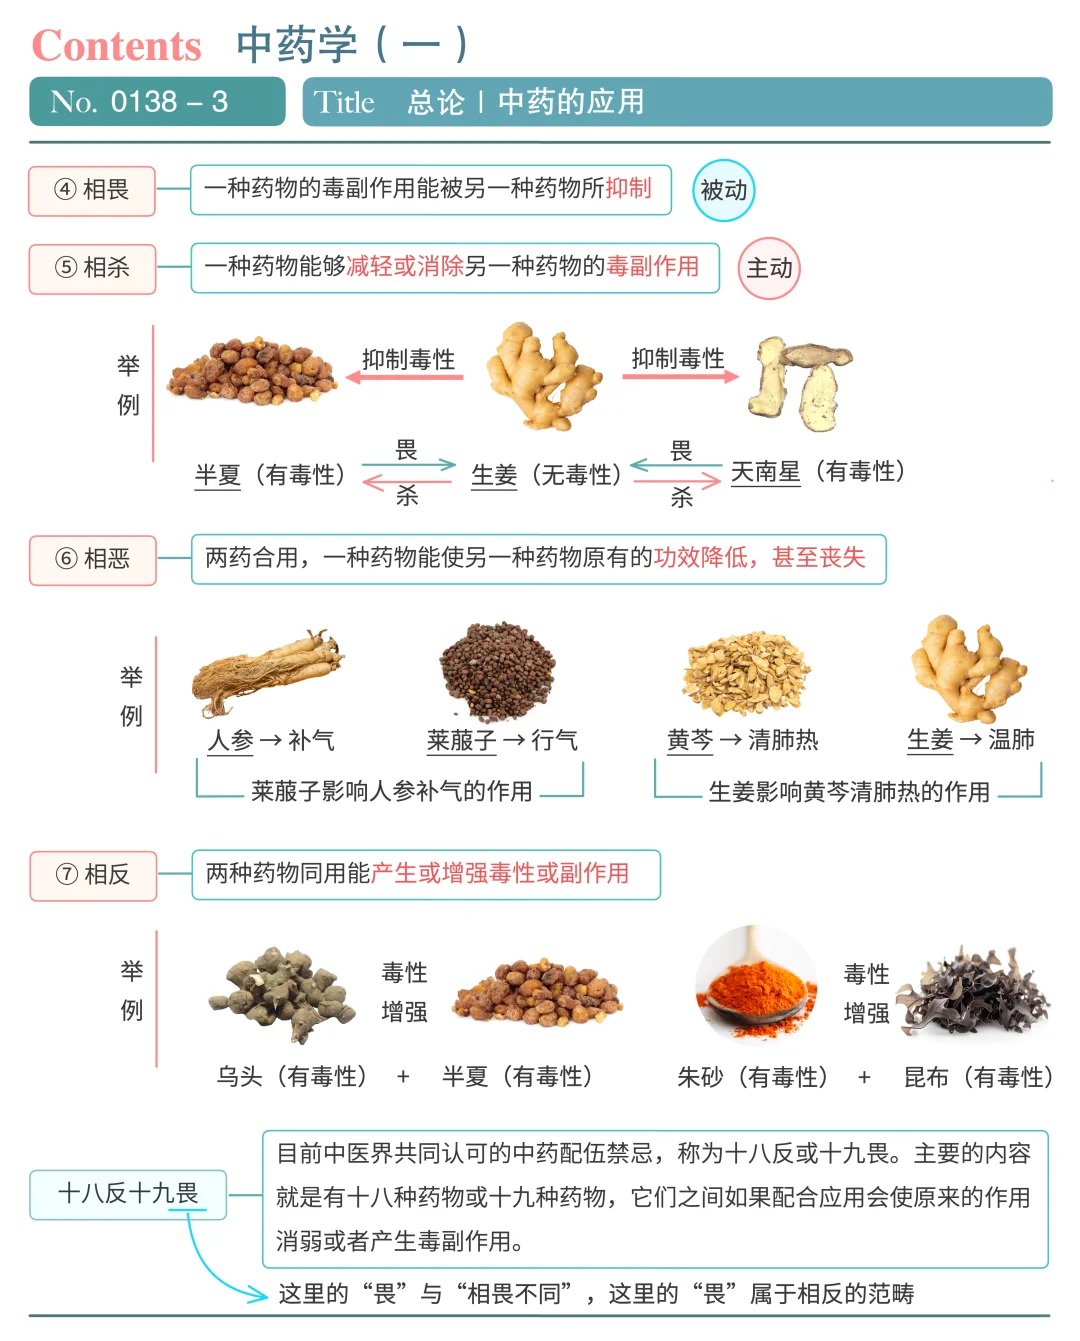 Contents 中药学（一）
No. 0138 – 3
Title 总论 | 中药的应用
④ 相畏
一种药物的毒副作用能被另一种药物所抑制
被动
⑤ 相杀
一种药物能够减轻或消除另一种药物的毒副作用
主动
举
例
抑制毒性
抑制毒性
半夏（有毒性）
畏
杀
生姜（无毒性）
畏
杀
天南星（有毒性）
⑥ 相恶
两药合用，一种药物能使另一种药物原有的功效降低，甚至丧失
举
例
人参→补气
莱菔子→行气
黄芩→清肺热
生姜→温肺
莱菔子影响人参补气的作用
生姜影响黄芩清肺热的作用
⑦ 相反
两种药物同用能产生或增强毒性或副作用
举
例
毒性
增强
毒性
增强
乌头（有毒性） + 半夏（有毒性）
朱砂（有毒性） + 昆布（有毒性）
十八反十九畏
目前中医界共同认可的中药配伍禁忌，称为十八反或十九畏。主要的内容
就是有十八种药物或十九种药物，它们之间如果配合应用会使原来的作用
消弱或者产生毒副作用。
这里的“畏”与“相畏不同”，这里的“畏”属于相反的范畴